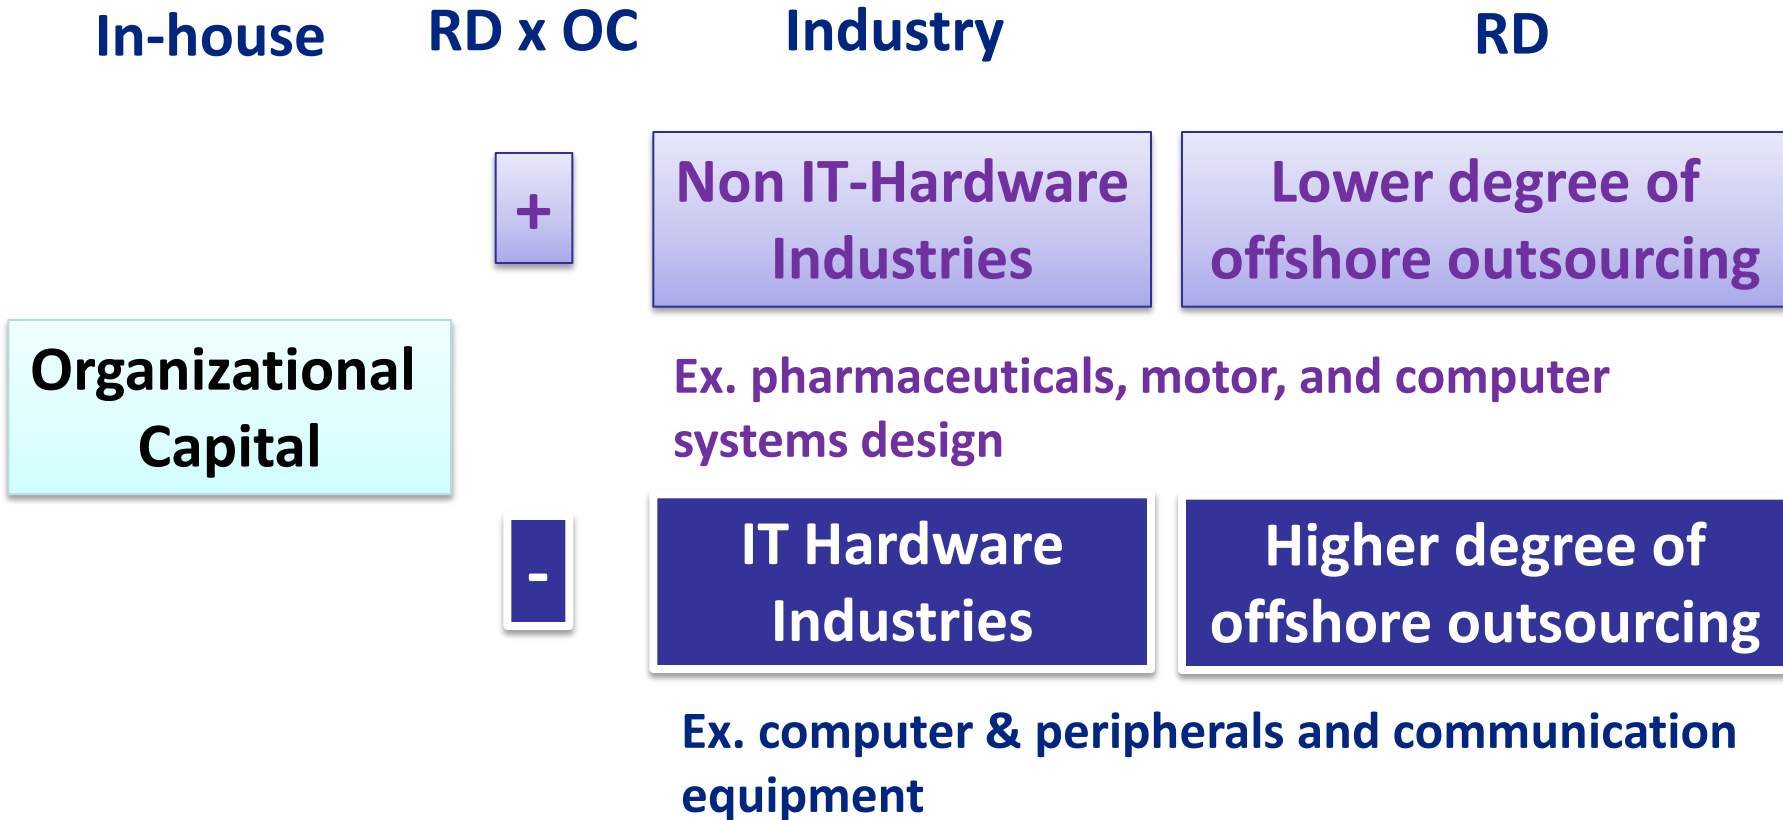 In-house
RD x OC
Industry
RD
+
Non IT-Hardware
Industries
Lower degree of
offshore outsourcing
Organizational
Capital
Ex. pharmaceuticals, motor, and computer
systems design
-
IT Hardware
Industries
Higher degree of
offshore outsourcing
Ex. computer & peripherals and communication
equipment